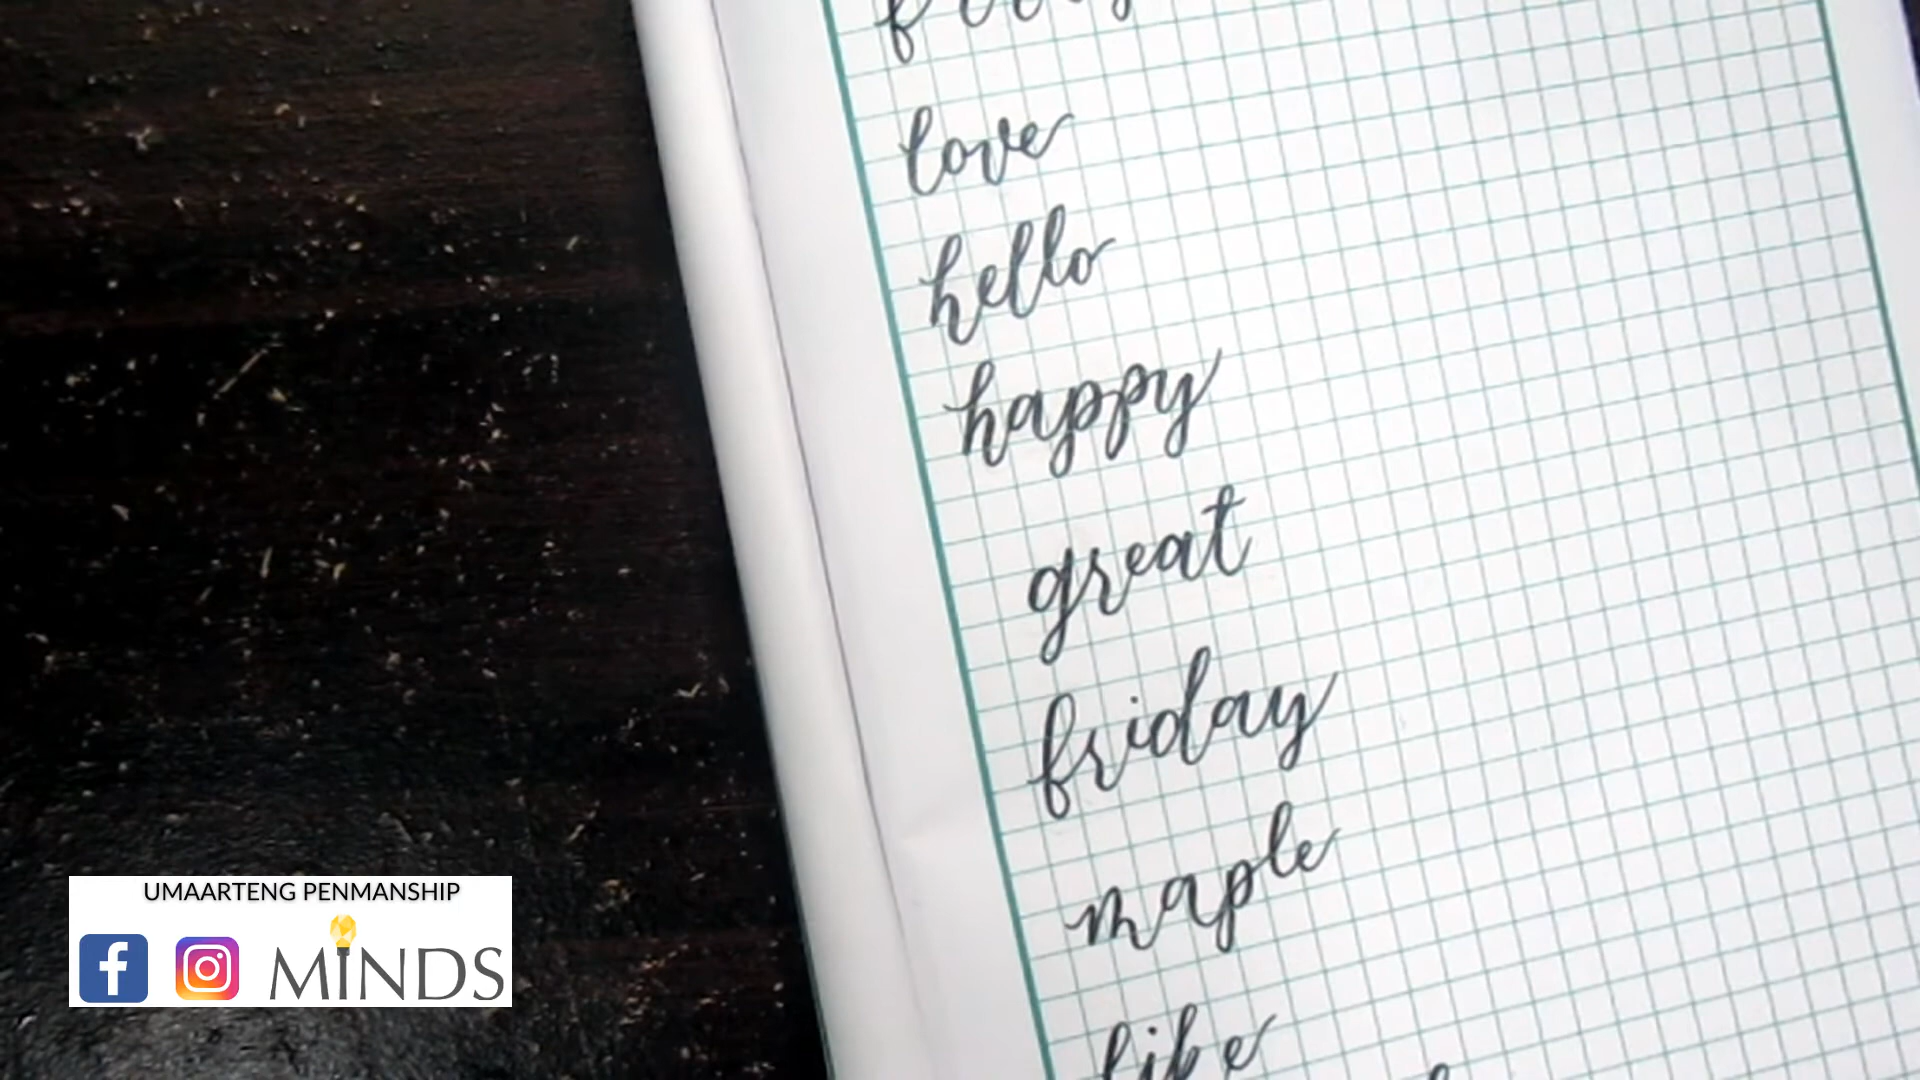 love
hello
happy
great
friday
maple
UMAARTENG PENMANSHIP
MINDS